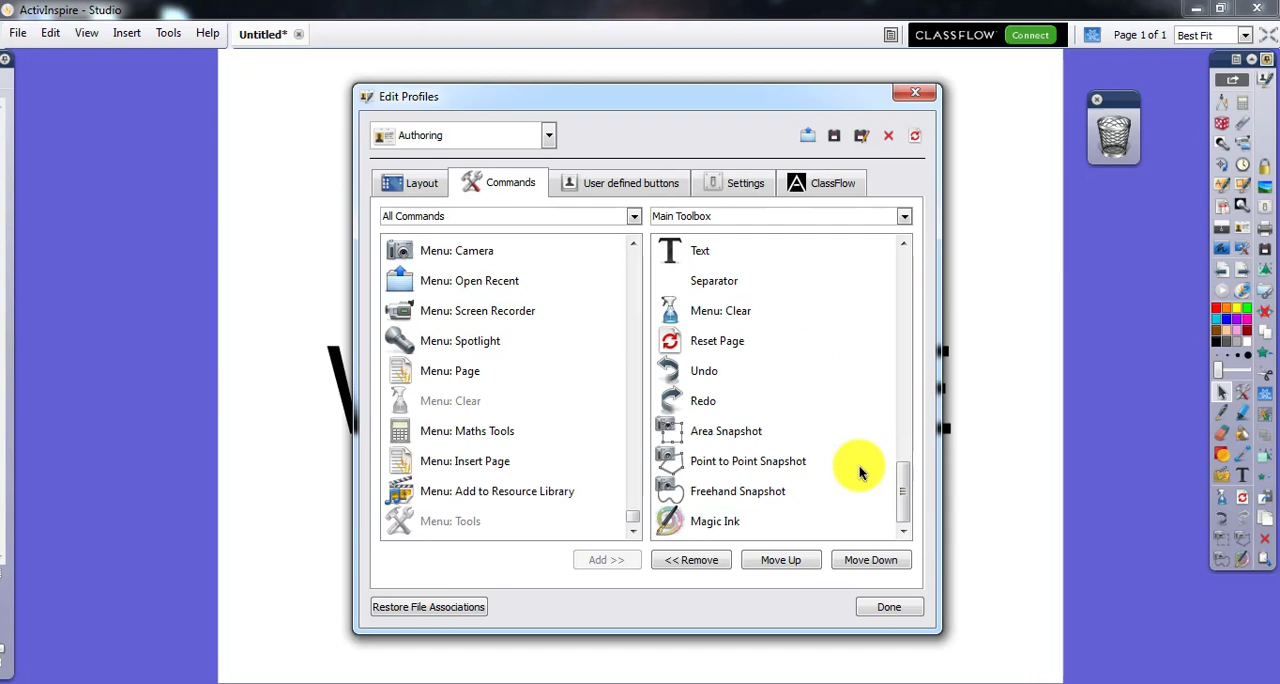 ActivInspire - Studio
File Edit View Insert Tools Help Untitled* CLASSFLOW Connect Page 1 of 1 Best Fit
Edit Profiles
Authoring
Layout Commands User defined buttons Settings ClassFlow
All Commands Main Toolbox
Menu: Camera Text
Menu: Open Recent Separator
Menu: Screen Recorder Menu: Clear
Menu: Spotlight Reset Page
Menu: Page Undo
Menu: Clear Redo
Menu: Maths Tools Area Snapshot
Menu: Insert Page Point to Point Snapshot
Menu: Add to Resource Library Freehand Snapshot
Menu: Tools Magic Ink
Add >> << Remove Move Up Move Down
Restore File Associations Done